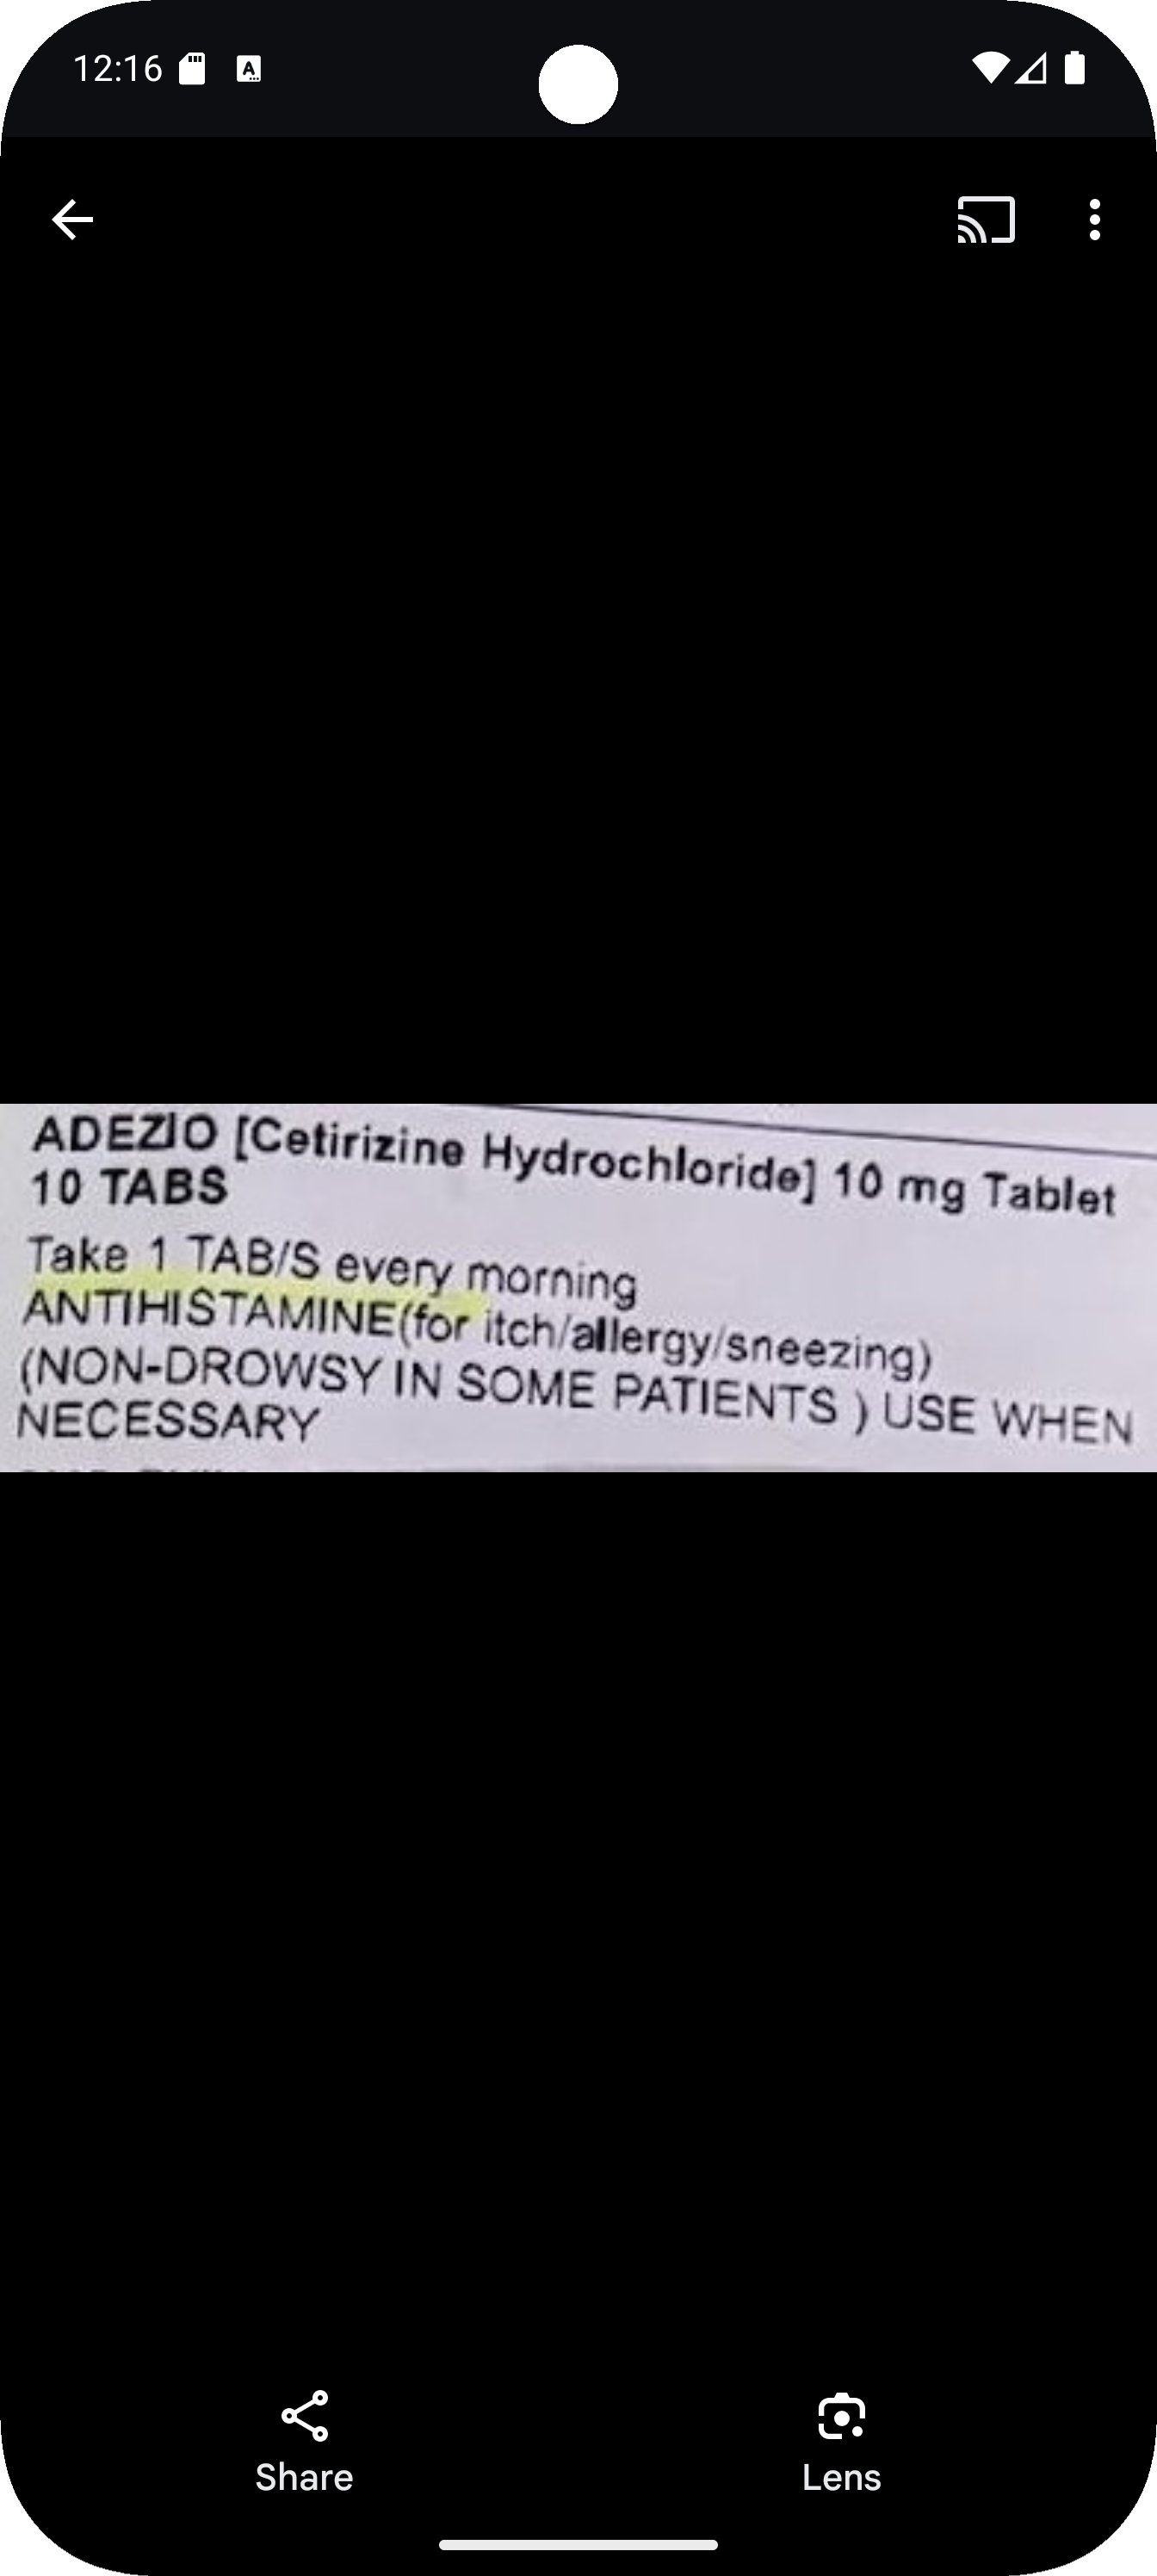 12:16
ADEZIO [Cetirizine Hydrochloride] 10 mg Tablet
10 TABS
Take 1 TAB/S every morning
ANTIHISTAMINE(for itch/allergy/sneezing)
(NON-DROWSY IN SOME PATIENTS ) USE WHEN
NECESSARY
Share
Lens